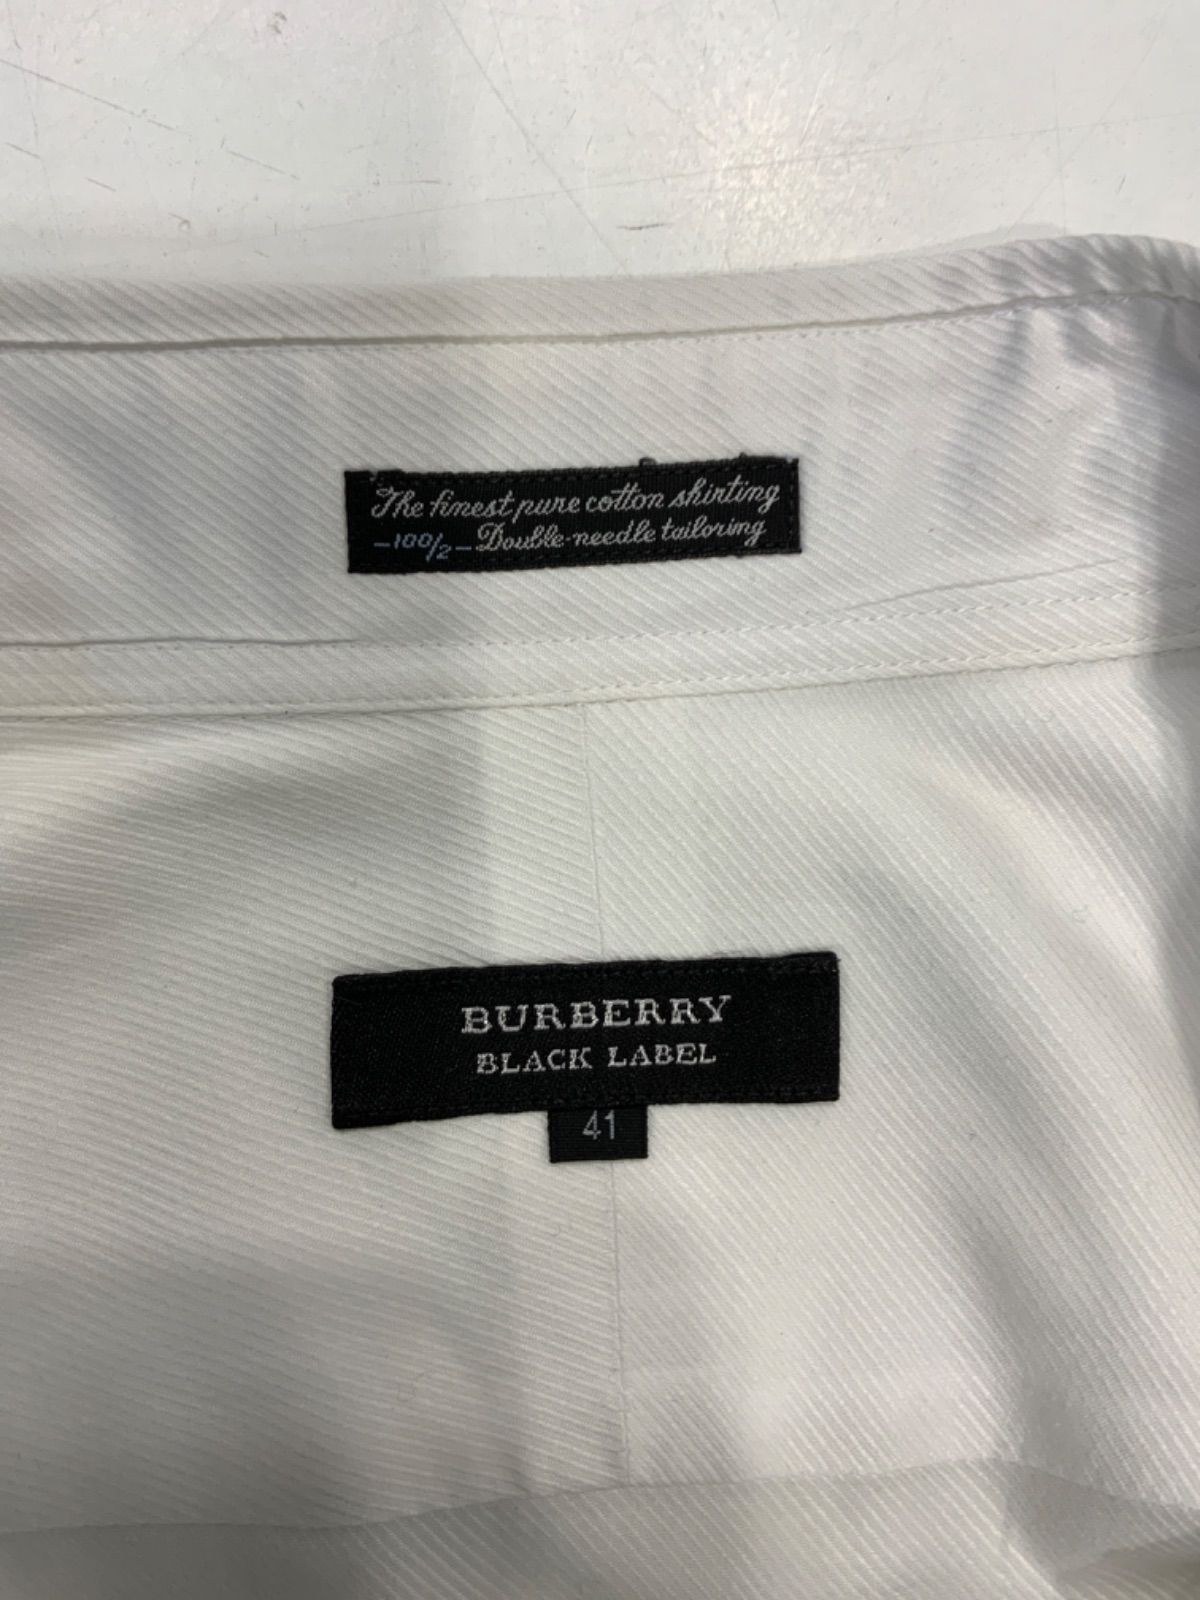 The finest pure cotton shirting
-100/2- Double-needle tailoring
BURBERRY
BLACK LABEL
41